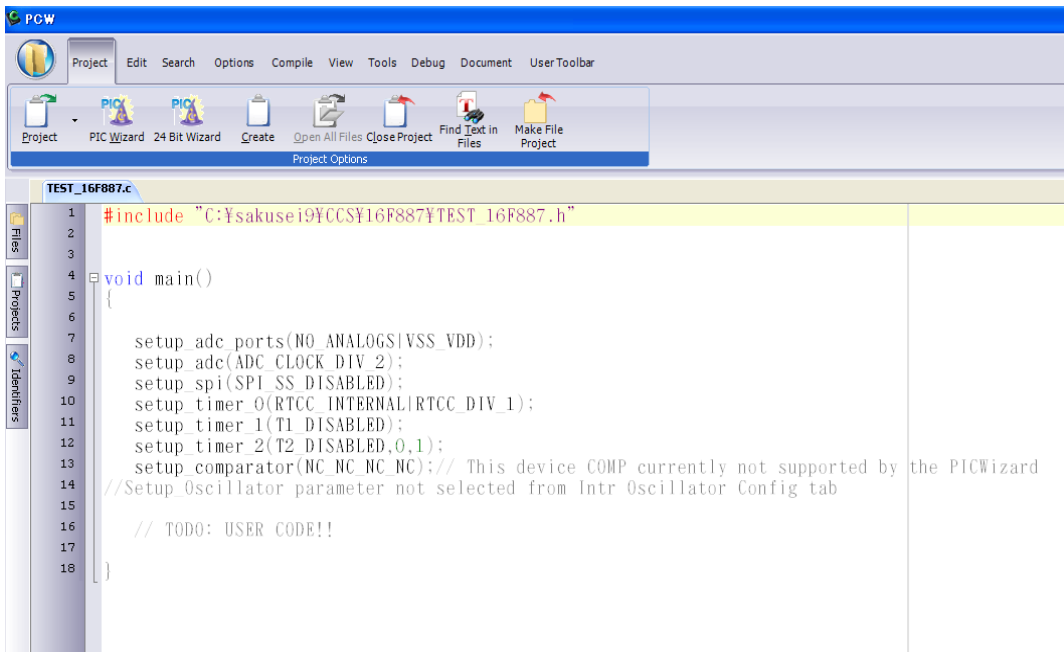 PCW
Project Edit Search Options Compile View Tools Debug Document User Toolbar
Project PIC Wizard 24 Bit Wizard Create Open All Files Close Project Find Text in Files Make File Project
Project Options
TEST_16F887.c
Files
Projects
Identifiers
1 #include "C:¥sakusei9¥CCS¥16F887¥TEST_16F887.h"
2
3
4 void main()
5 {
6
7 setup_adc_ports(NO_ANALOGS|VSS_VDD);
8 setup_adc(ADC_CLOCK_DIV_2);
9 setup_spi(SPI_SS_DISABLED);
10 setup_timer_0(RTCC_INTERNAL|RTCC_DIV_1);
11 setup_timer_1(T1_DISABLED);
12 setup_timer_2(T2_DISABLED,0,1);
13 setup_comparator(NC_NC_NC_NC);// This device COMP currently not supported by the PICWizard
14 //Setup_Oscillator parameter not selected from Intr Oscillator Config tab
15
16 // TODO: USER CODE!!
17
18 }